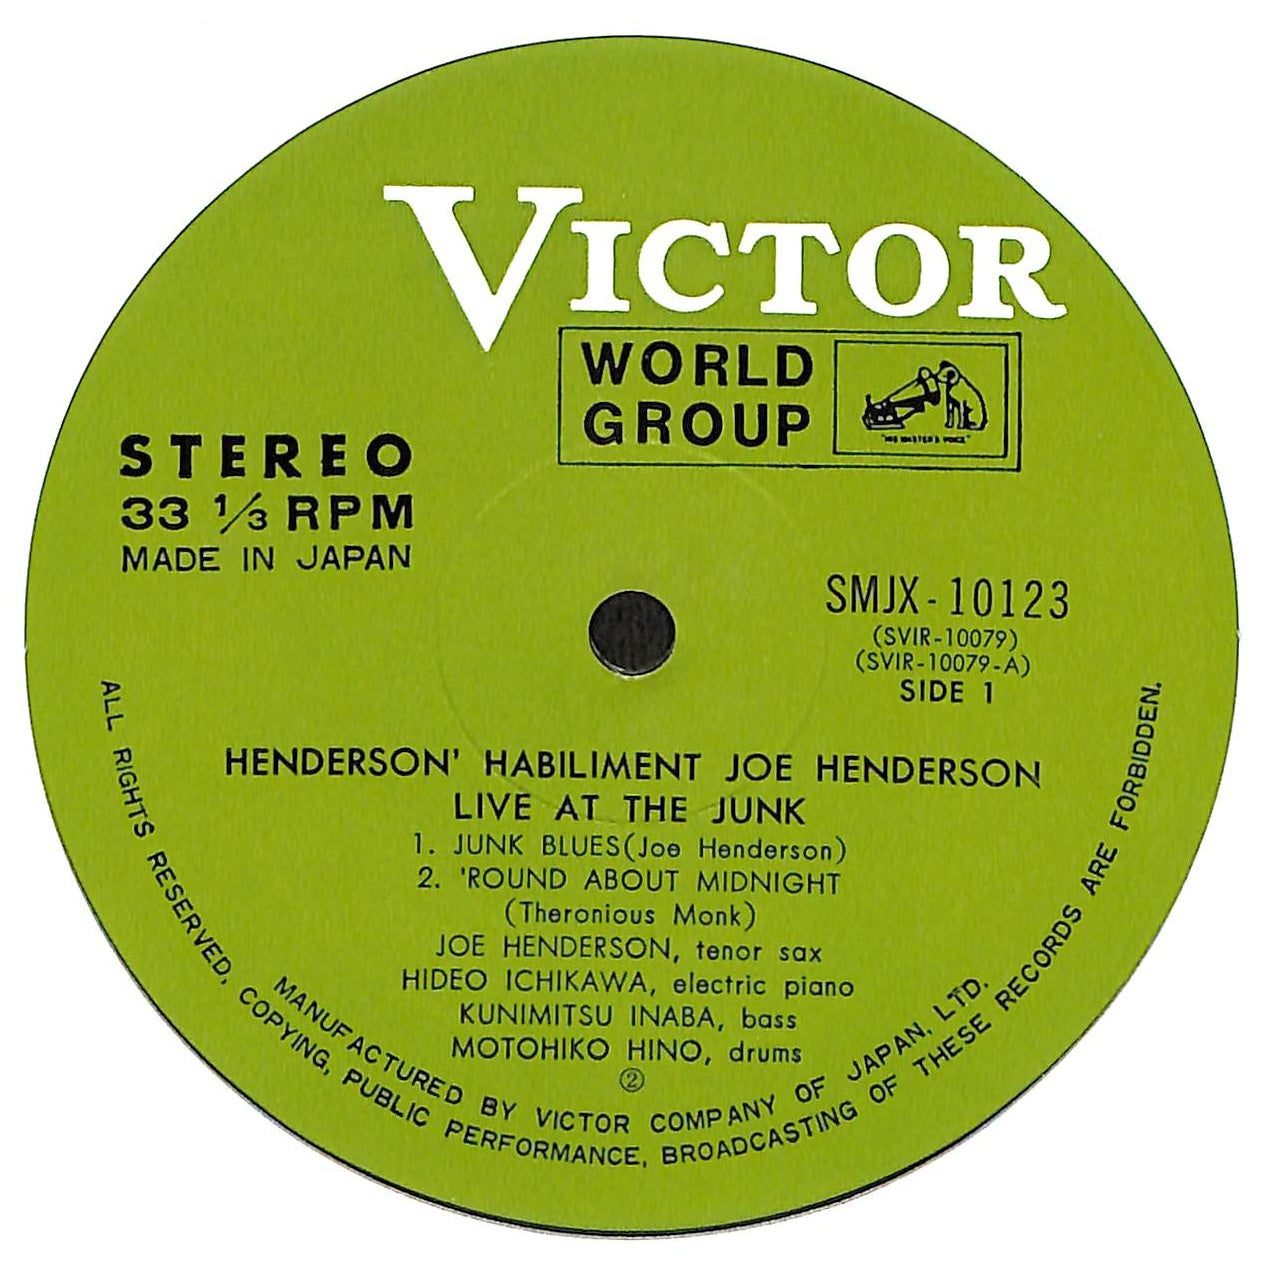 VICTOR
WORLD
GROUP
"HIS MASTER'S VOICE"
STEREO
33 1/3 RPM
MADE IN JAPAN
SMJX-10123
(SVIR-10079)
(SVIR-10079-A)
SIDE 1
HENDERSON' HABILIMENT JOE HENDERSON
LIVE AT THE JUNK
1. JUNK BLUES(Joe Henderson)
2. 'ROUND ABOUT MIDNIGHT
(Theronious Monk)
JOE HENDERSON, tenor sax
HIDEO ICHIKAWA, electric piano
KUNIMITSU INABA, bass
MOTOHIKO HINO, drums
②
MANUFACTURED BY VICTOR COMPANY OF JAPAN, LTD.
ALL RIGHTS RESERVED, COPYING, PUBLIC PERFORMANCE, BROADCASTING OF THESE RECORDS ARE FORBIDDEN.